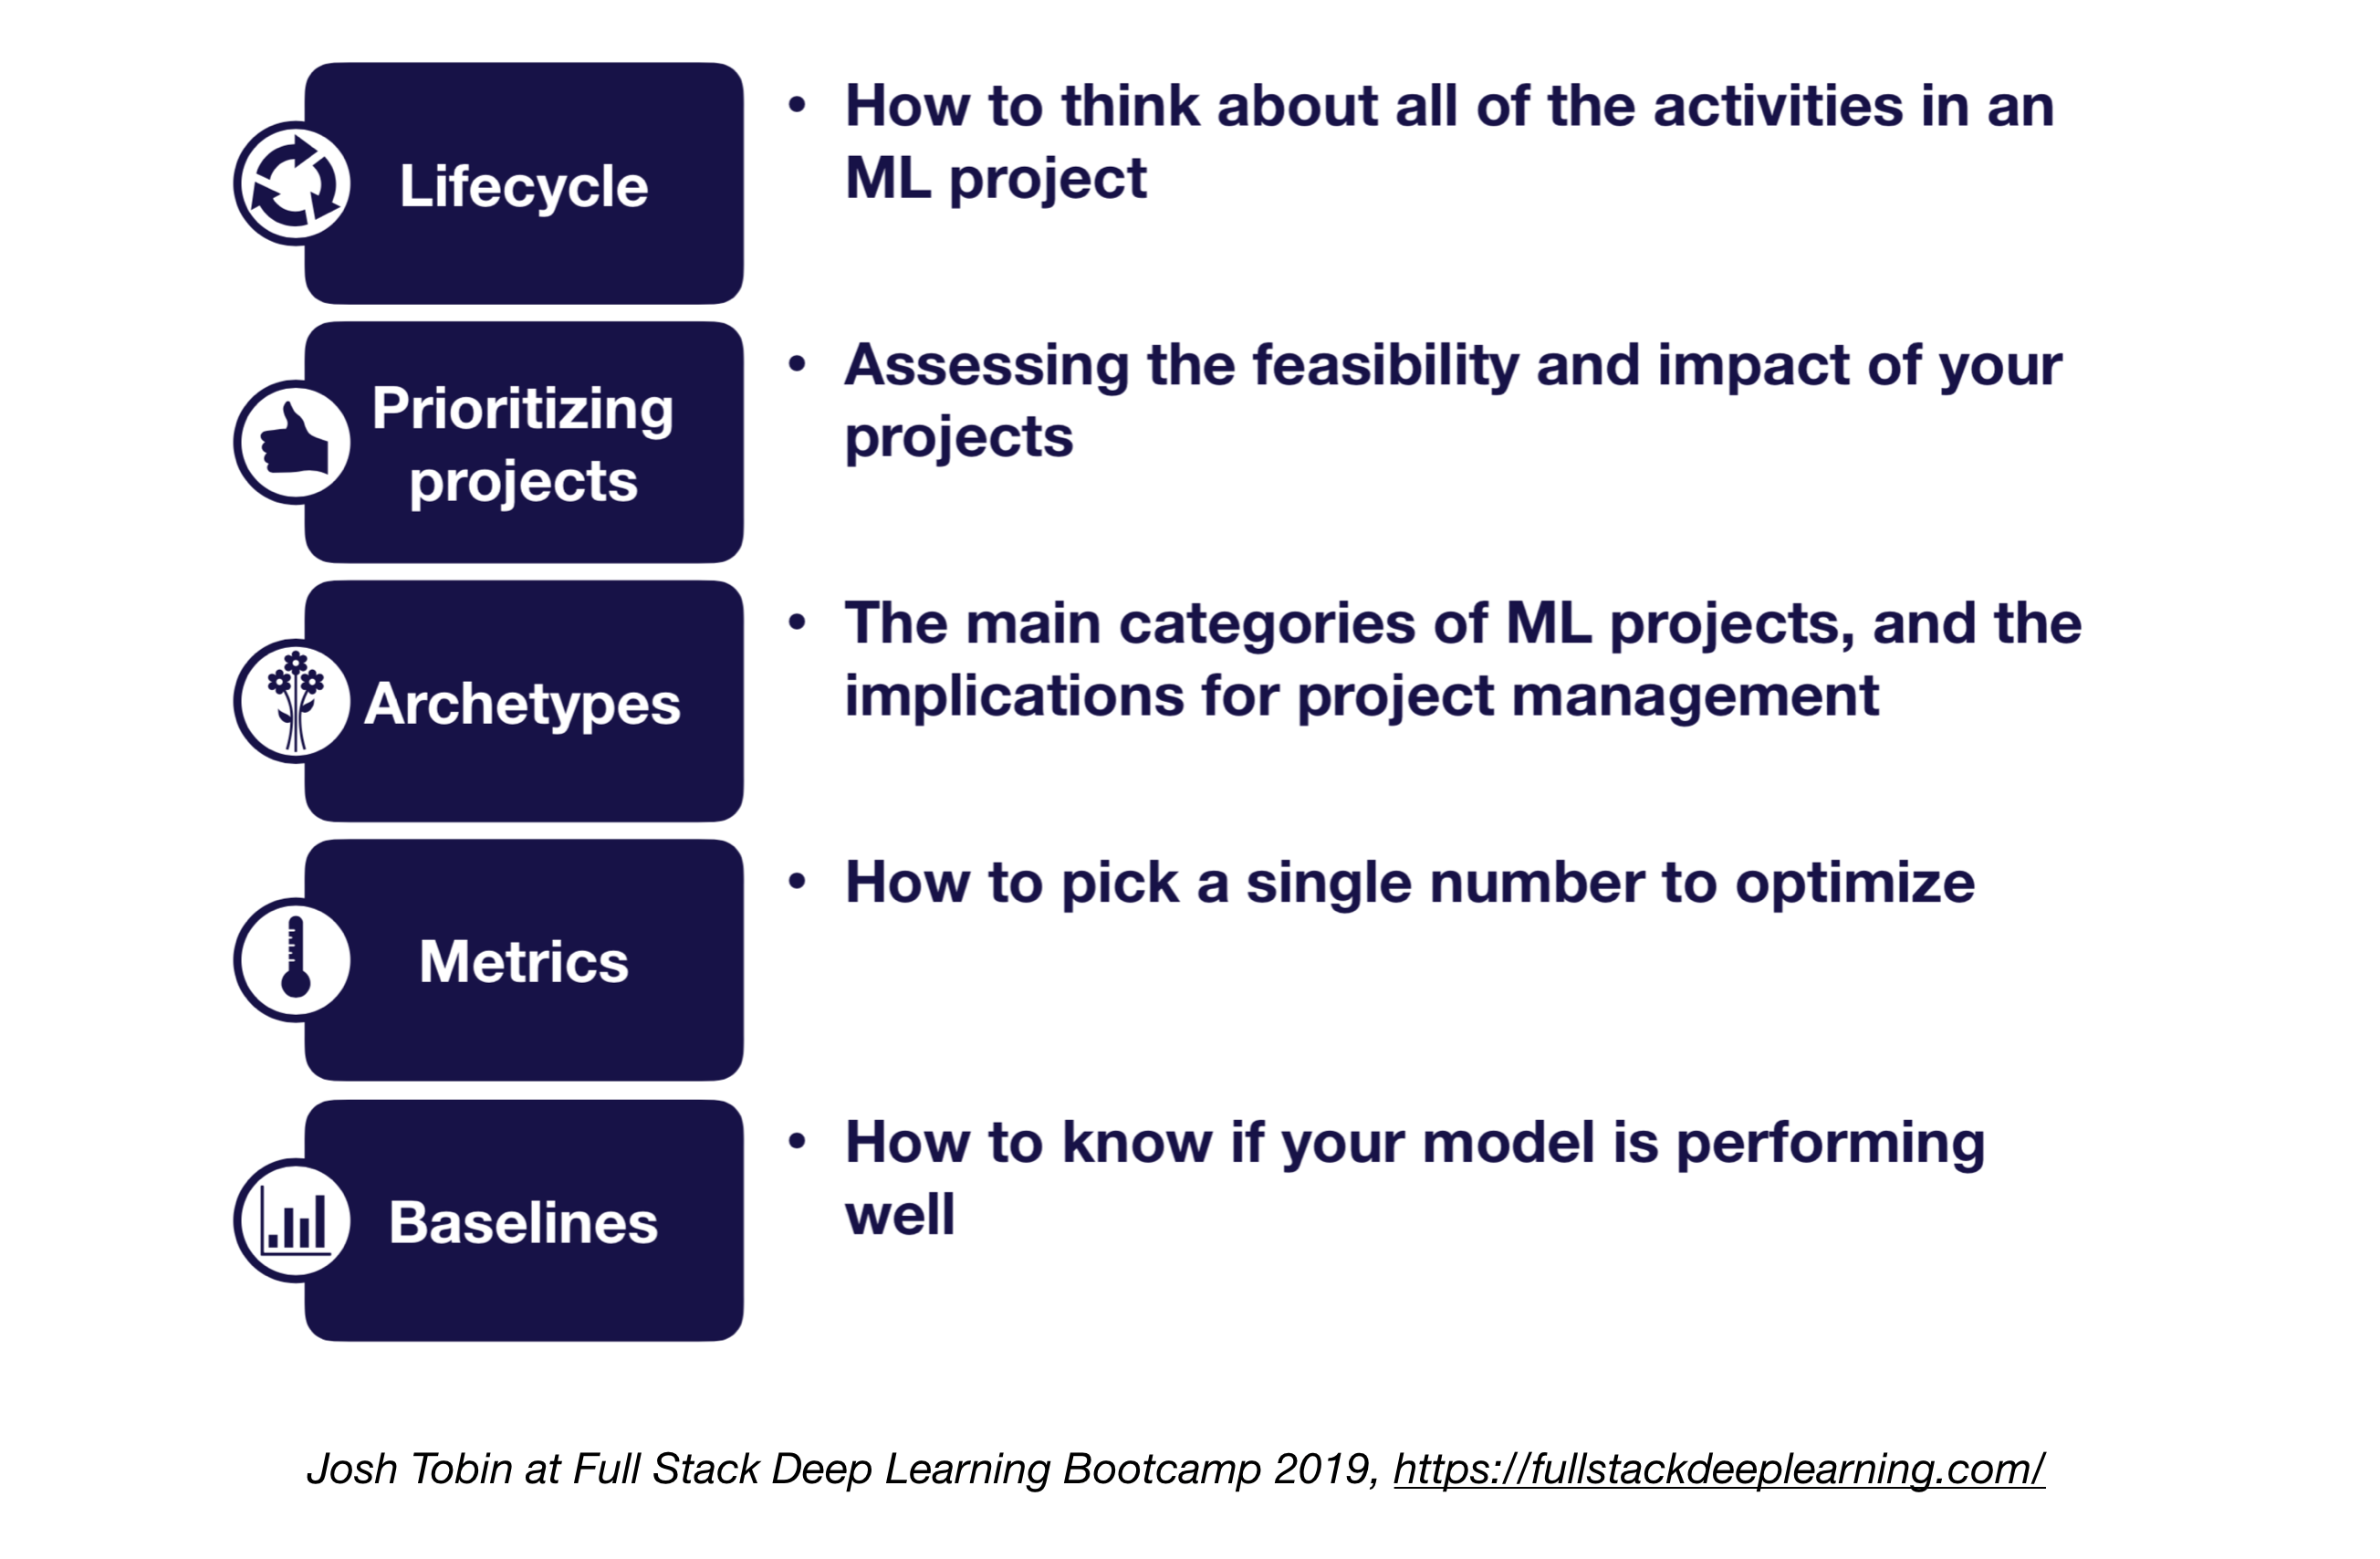 Lifecycle
• How to think about all of the activities in an
ML project
Prioritizing
projects
• Assessing the feasibility and impact of your
projects
Archetypes
• The main categories of ML projects, and the
implications for project management
Metrics
• How to pick a single number to optimize
Baselines
• How to know if your model is performing
well
Josh Tobin at Full Stack Deep Learning Bootcamp 2019, https://fullstackdeeplearning.com/